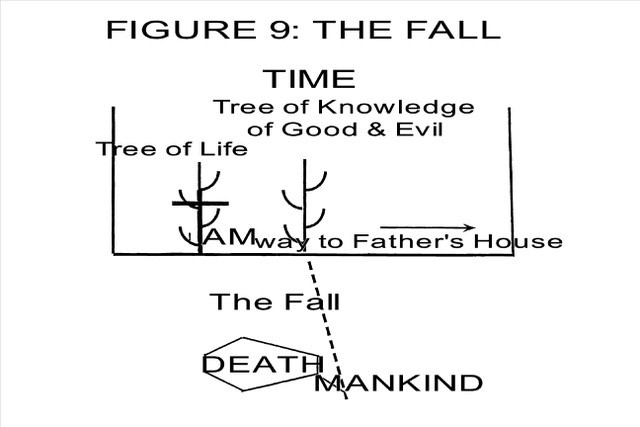 FIGURE 9: THE FALL
TIME
Tree of Knowledge
of Good & Evil
Tree of Life
I AM way to Father's House
The Fall
DEATH
MANKIND